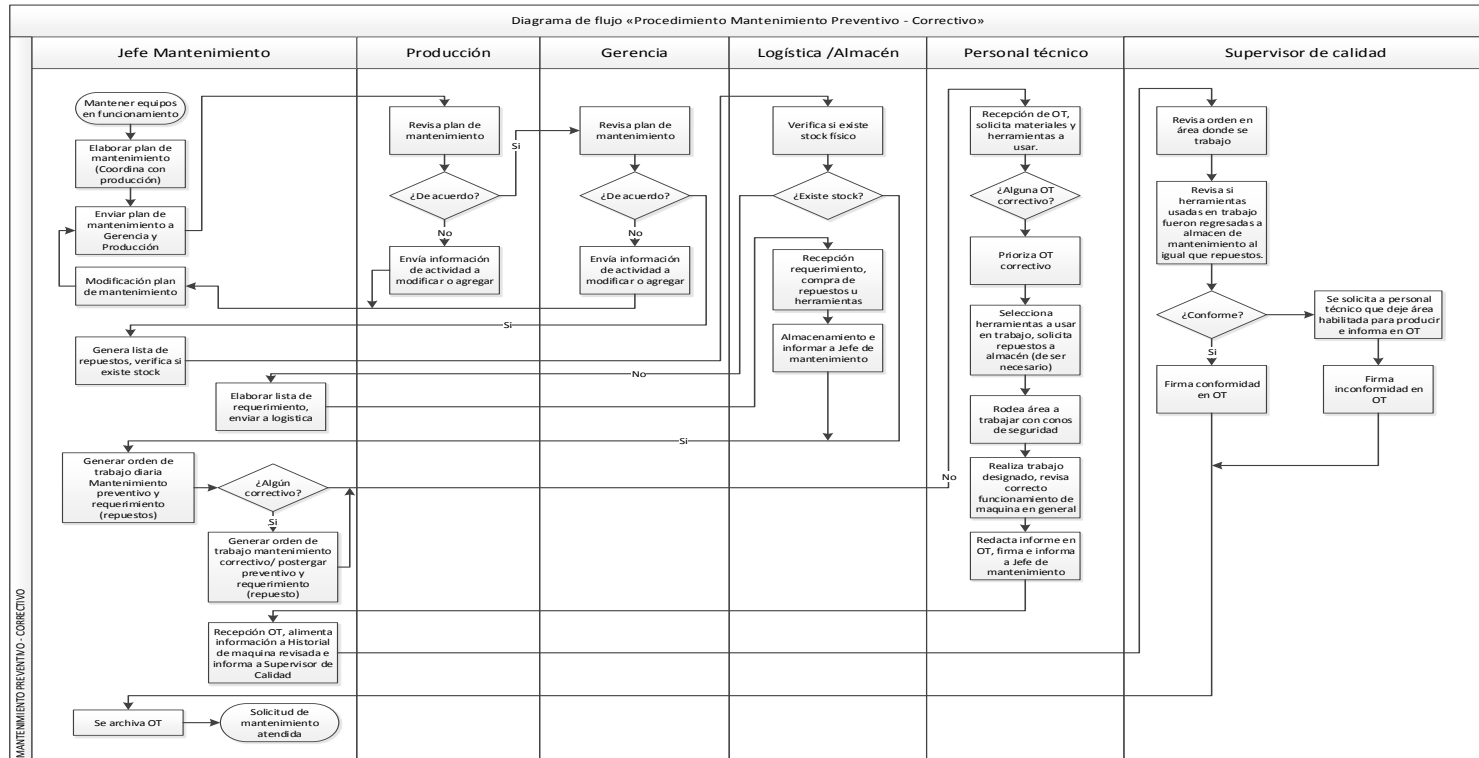 Diagrama de flujo «Procedimiento Mantenimiento Preventivo - Correctivo»
MANTENIMIENTO PREVENTIVO - CORRECTIVO
Jefe Mantenimiento
Producción
Gerencia
Logística /Almacén
Personal técnico
Supervisor de calidad
Mantener equipos
en funcionamiento
Elaborar plan de
mantenimiento
(Coordina con
producción)
Enviar plan de
mantenimiento a
Gerencia y
Producción
Modificación plan
de mantenimiento
Genera lista de
repuestos, verifica si
existe stock
Elaborar lista de
requerimiento,
enviar a logistica
Generar orden de
trabajo diaria
Mantenimiento
preventivo y
requerimiento
(repuestos)
¿Algún
correctivo?
Si
Generar orden de
trabajo mantenimiento
correctivo/ postergar
preventivo y
requerimiento
(repuesto)
Recepción OT, alimenta
información a Historial
de maquina revisada e
informa a Supervisor de
Calidad
Se archiva OT
Solicitud de
mantenimiento
atendida
Revisa plan de
mantenimiento
Si
¿De acuerdo?
No
Envía información
de actividad a
modificar o agregar
Si
Revisa plan de
mantenimiento
¿De acuerdo?
No
Envía información
de actividad a
modificar o agregar
No
Si
Verifica si existe
stock físico
¿Existe stock?
Recepción
requerimiento,
compra de
repuestos u
herramientas
Almacenamiento e
informar a Jefe de
mantenimiento
No
Recepción de OT,
solicita materiales y
herramientas a
usar.
¿Alguna OT
correctivo?
Prioriza OT
correctivo
Selecciona
herramientas a usar
en trabajo, solicita
repuestos a
almacén (de ser
necesario)
Rodea área a
trabajar con conos
de seguridad
Realiza trabajo
designado, revisa
correcto
funcionamiento de
maquina en general
Redacta informe en
OT, firma e informa
a Jefe de
mantenimiento
Revisa orden en
área donde se
trabajo
Revisa si
herramientas
usadas en trabajo
fueron regresadas a
almacen de
mantenimiento al
igual que repuestos.
¿Conforme?
Si
Firma conformidad
en OT
Se solicita a personal
técnico que deje área
habilitada para producir
e informa en OT
Firma
inconformidad en
OT